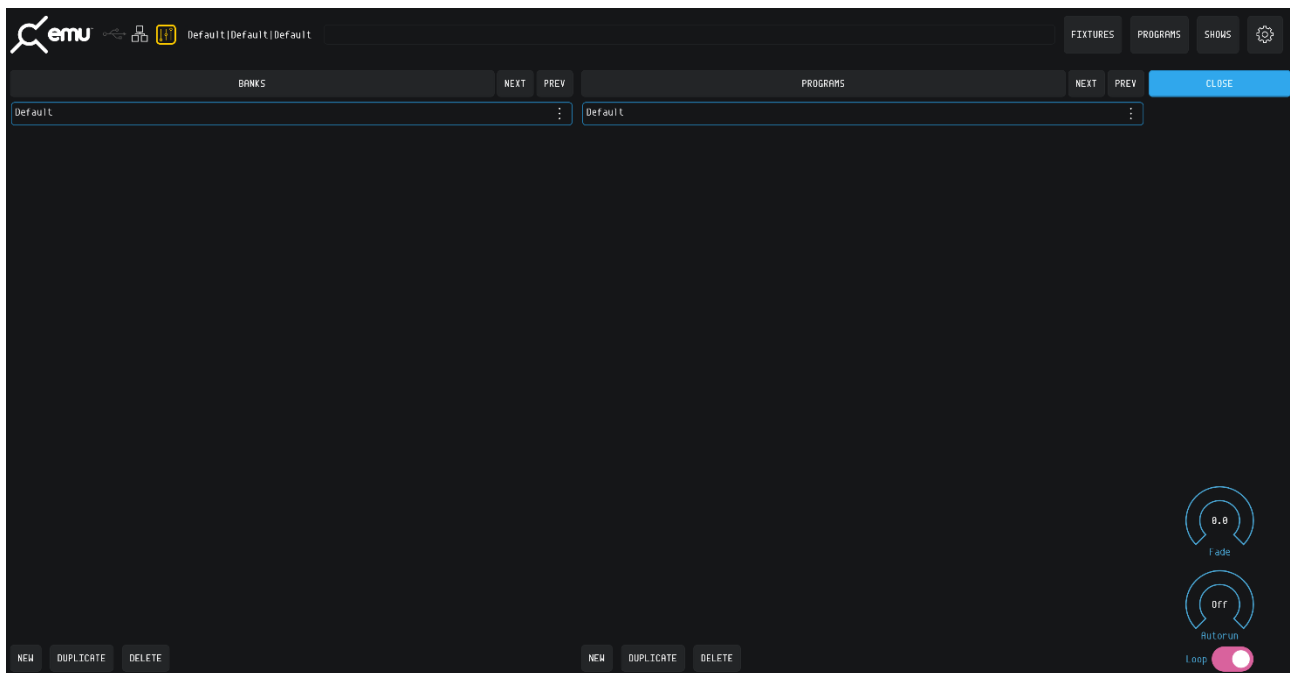 emu Default|Default|Default FIXTURES PROGRAMS SHOWS
BANKS NEXT PREV PROGRAMS NEXT PREV CLOSE
Default Default
0.0
Fade
Off
Autorun
NEW DUPLICATE DELETE NEW DUPLICATE DELETE Loop